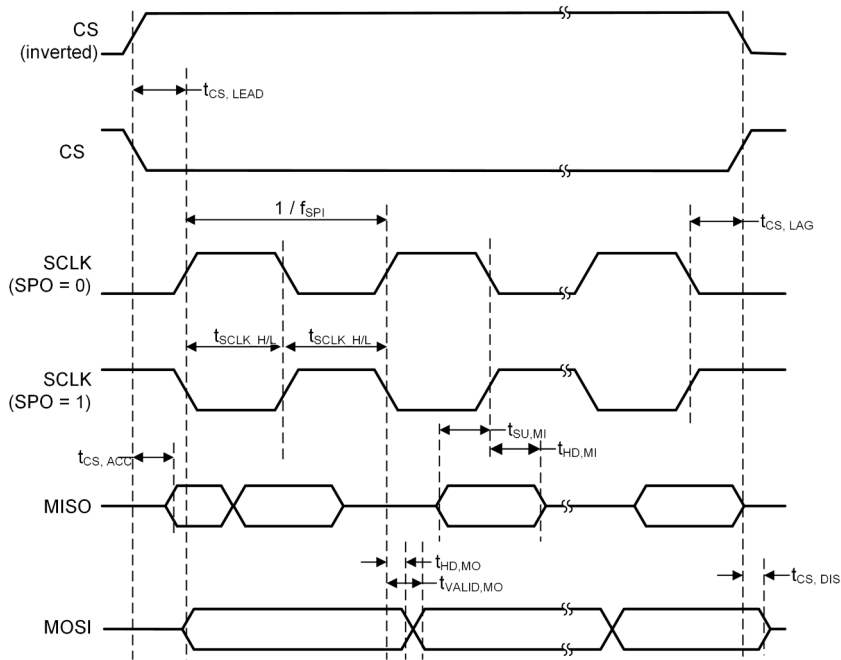 CS
(inverted)
tCS, LEAD
CS
1 / fSPI
tCS, LAG
SCLK
(SPO = 0)
tSCLK_H/L
tSCLK_H/L
SCLK
(SPO = 1)
tSU,MI
tHD,MI
tCS, ACC
MISO
tHD,MO
tVALID,MO
tCS, DIS
MOSI